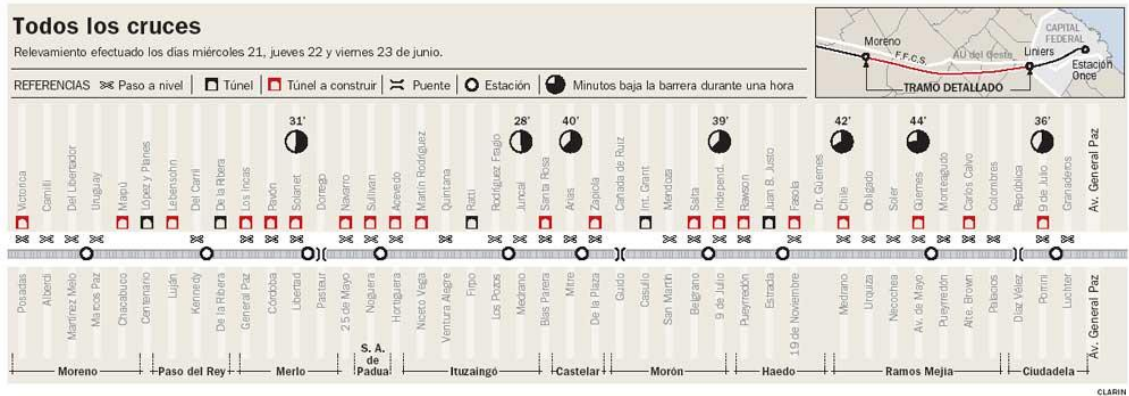 Todos los cruces
Relevamiento efectuado los días miércoles 21, jueves 22 y viernes 23 de junio.
REFERENCIAS Paso a nivel Túnel Túnel a construir Puente Estación Minutos baja la barrera durante una hora
Moreno
F.F.C.S.
AU del Oeste
CAPITAL
FEDERAL
Liniers
Estación
Once
TRAMO DETALLADO
31'
28'
40'
39'
42'
44'
36'
Victorica
Camilli
Del Libertador
Uruguay
Maipú
López y Planes
Lebensohn
Del Carril
De la Ribera
Los Incas
Pavón
Solanet
Dorrego
Navarro
Sullivan
Acevedo
Martín Rodríguez
Quintana
Ratti
Rodríguez Fragio
Juncal
Santa Rosa
Arias
Zapiola
Cañada de Ruiz
Int. Grant
Mendoza
Salta
Independ.
Rawson
Juan B. Justo
Fasola
Dr. Güemes
Chile
Obligado
Soler
Güemes
Monteagudo
Carlos Calvo
Colombres
República
9 de Julio
Granaderos
Av. General Paz
Posadas
Alberdi
Martínez Melo
Marcos Paz
Chacabuco
Centenario
Luján
Kennedy
De la Ribera
General Paz
Córdoba
Libertad
Pasteur
25 de Mayo
Noguera
Hortiguera
Niceto Vega
Ventura Alegre
Firpo
Los Pozos
Medrano
Blas Parera
Mitre
De la Plaza
Guido
Casullo
San Martín
Belgrano
9 de Julio
Pueyrredón
Estrada
19 de Noviembre
Medrano
Urquiza
Necochea
Av. de Mayo
Pueyrredón
Alte. Brown
Palacios
Díaz Vélez
Porrini
Luchter
Av. General Paz
Moreno
Paso del Rey
Merlo
S. A.
de
Padua
Ituzaingó
Castelar
Morón
Haedo
Ramos Mejía
Ciudadela
CLARIN